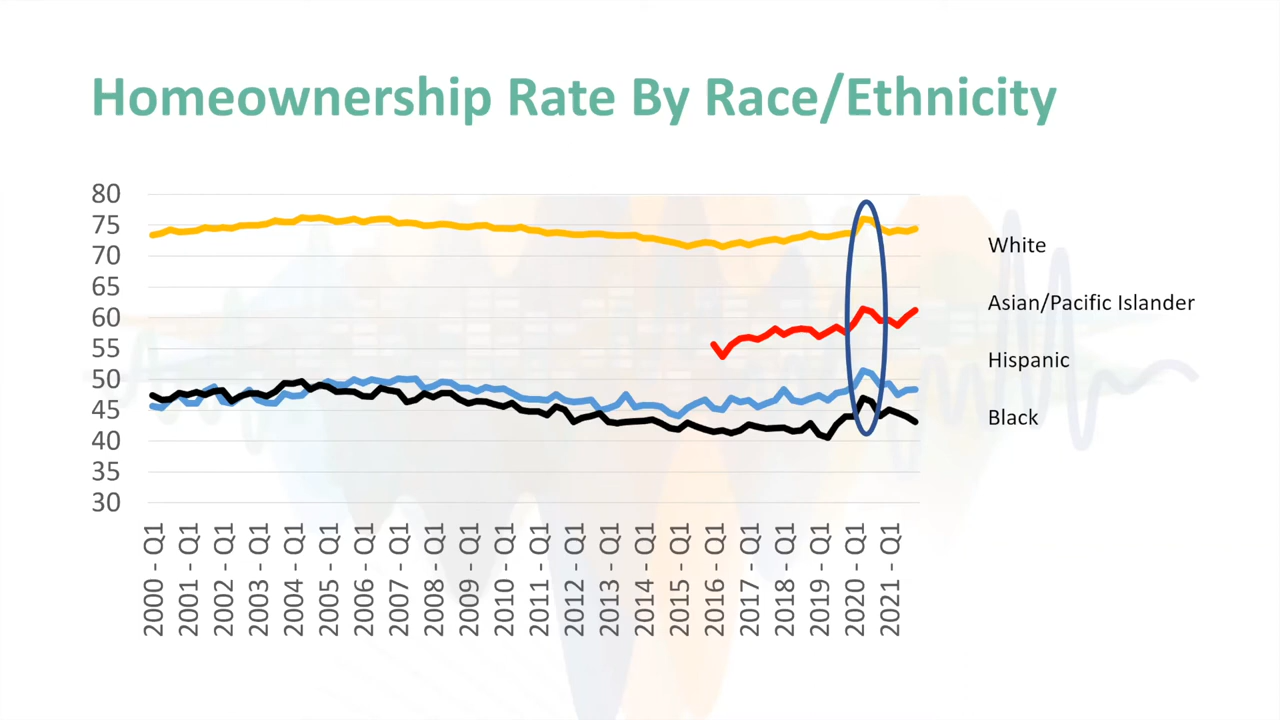 Homeownership Rate By Race/Ethnicity
80
75
70
65
60
55
50
45
40
35
30
White
Asian/Pacific Islander
Hispanic
Black
2000 - Q1
2001 - Q1
2002 - Q1
2003 - Q1
2004 - Q1
2005 - Q1
2006 - Q1
2007 - Q1
2008 - Q1
2009 - Q1
2010 - Q1
2011 - Q1
2012 - Q1
2013 - Q1
2014 - Q1
2015 - Q1
2016 - Q1
2017 - Q1
2018 - Q1
2019 - Q1
2020 - Q1
2021 - Q1